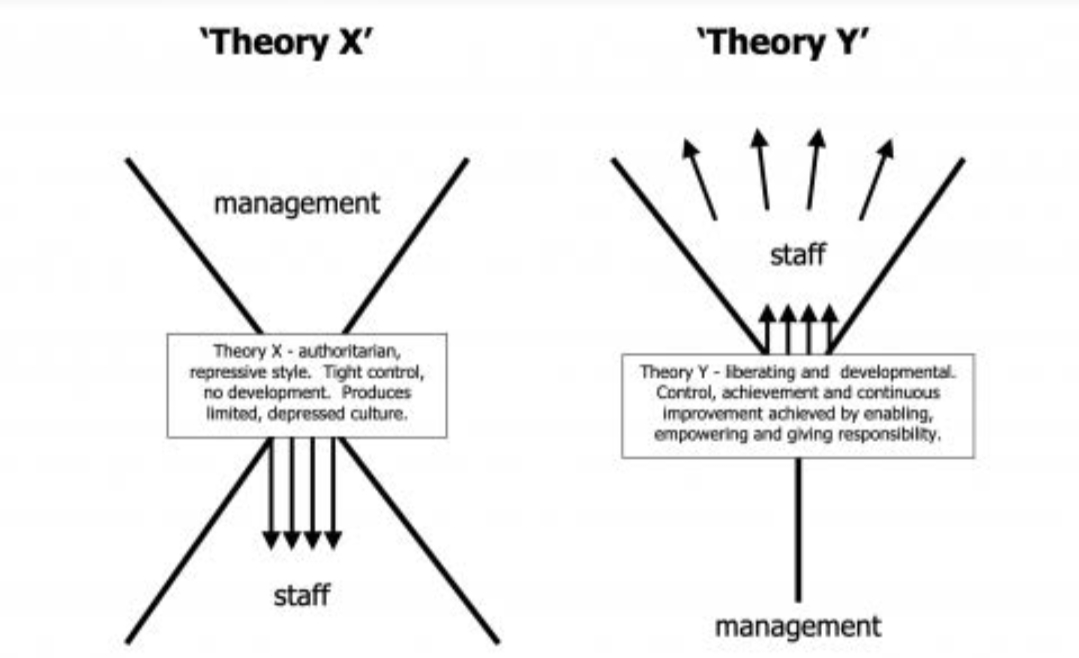 ‘Theory X’
management
Theory X - authoritarian,
repressive style. Tight control,
no development. Produces
limited, depressed culture.
staff
‘Theory Y’
staff
Theory Y - liberating and developmental.
Control, achievement and continuous
improvement achieved by enabling,
empowering and giving responsibility.
management